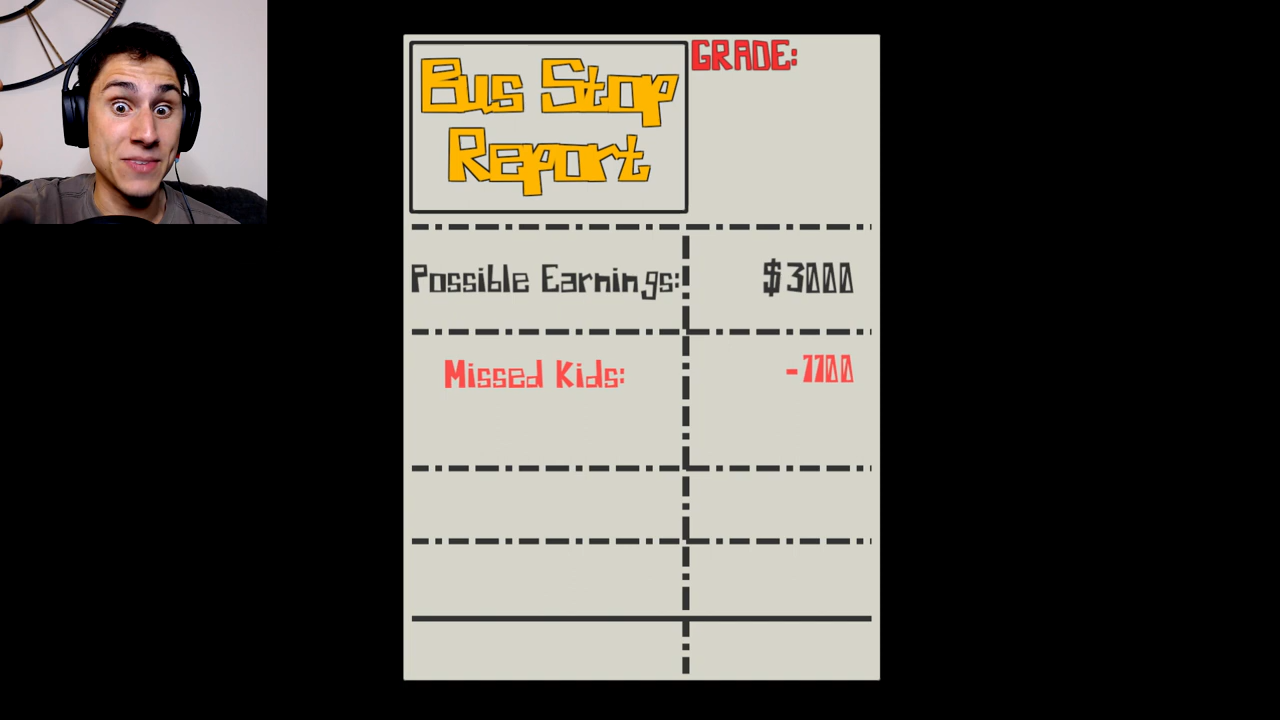 Bus Stop
Report
GRADE:
Possible Earnings: $3000
Missed Kids: -1100